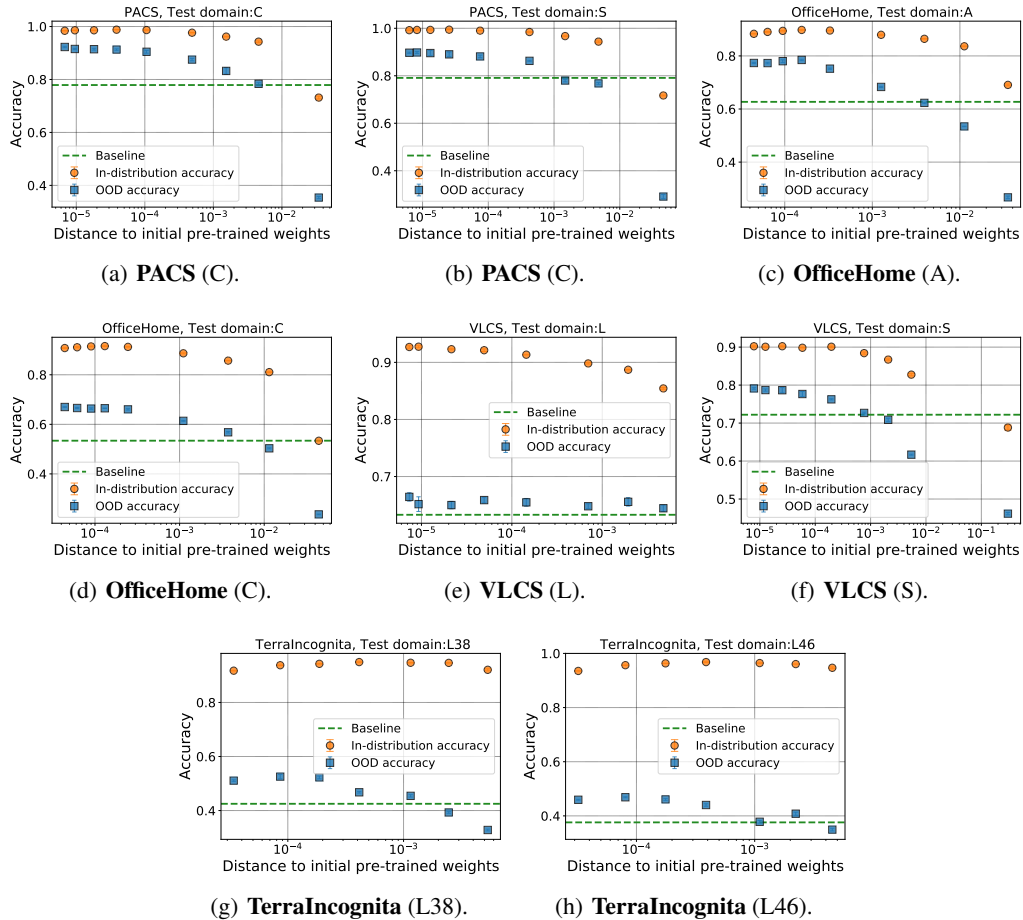 PACS, Test domain:C
1.0
0.8
0.6
0.4
Accuracy
Baseline
In-distribution accuracy
OOD accuracy
10⁻⁵
10⁻⁴
10⁻³
10⁻²
Distance to initial pre-trained weights
(a) PACS (C).
PACS, Test domain:S
1.0
0.8
0.6
0.4
Accuracy
Baseline
In-distribution accuracy
OOD accuracy
10⁻⁵
10⁻⁴
10⁻³
10⁻²
Distance to initial pre-trained weights
(b) PACS (C).
OfficeHome, Test domain:A
0.8
0.6
0.4
Accuracy
Baseline
In-distribution accuracy
OOD accuracy
10⁻⁴
10⁻³
10⁻²
Distance to initial pre-trained weights
(c) OfficeHome (A).
OfficeHome, Test domain:C
0.8
0.6
0.4
Accuracy
Baseline
In-distribution accuracy
OOD accuracy
10⁻⁴
10⁻³
10⁻²
Distance to initial pre-trained weights
(d) OfficeHome (C).
VLCS, Test domain:L
0.9
0.8
0.7
Accuracy
Baseline
In-distribution accuracy
OOD accuracy
10⁻⁵
10⁻⁴
10⁻³
Distance to initial pre-trained weights
(e) VLCS (L).
VLCS, Test domain:S
0.9
0.8
0.7
0.6
0.5
Accuracy
Baseline
In-distribution accuracy
OOD accuracy
10⁻⁵
10⁻⁴
10⁻³
10⁻²
10⁻¹
Distance to initial pre-trained weights
(f) VLCS (S).
TerraIncognita, Test domain:L38
0.8
0.6
0.4
Accuracy
Baseline
In-distribution accuracy
OOD accuracy
10⁻⁴
10⁻³
Distance to initial pre-trained weights
(g) TerraIncognita (L38).
TerraIncognita, Test domain:L46
1.0
0.8
0.6
0.4
Accuracy
Baseline
In-distribution accuracy
OOD accuracy
10⁻⁴
10⁻³
Distance to initial pre-trained weights
(h) TerraIncognita (L46).